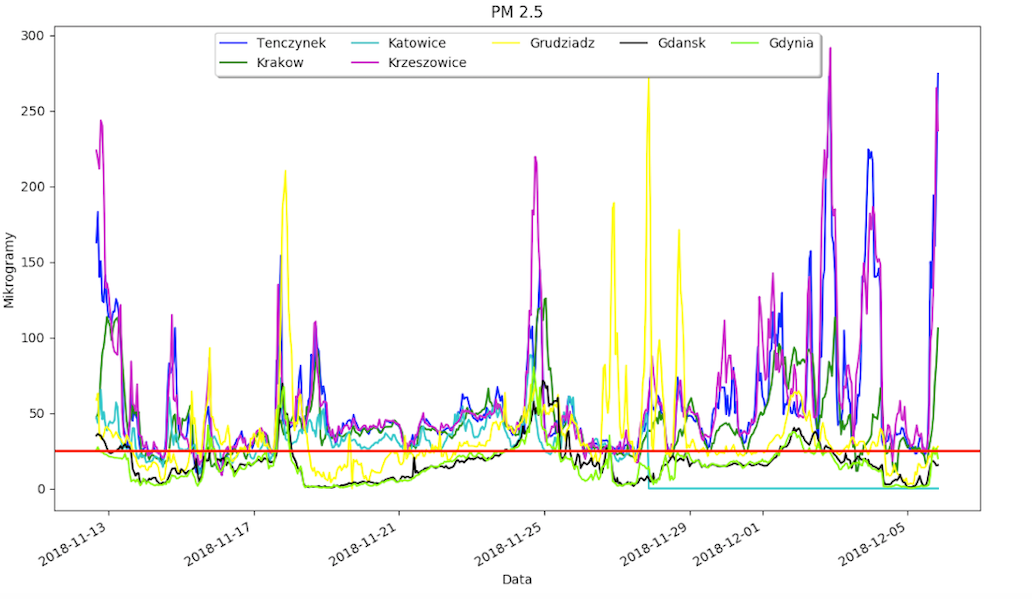 PM 2.5
Tenczynek Katowice Grudziadz Gdansk Gdynia
Krakow Krzeszowice
300
250
200
150
100
50
0
Mikrogramy
2018-11-13 2018-11-17 2018-11-21 2018-11-25 2018-11-29 2018-12-01 2018-12-05
Data